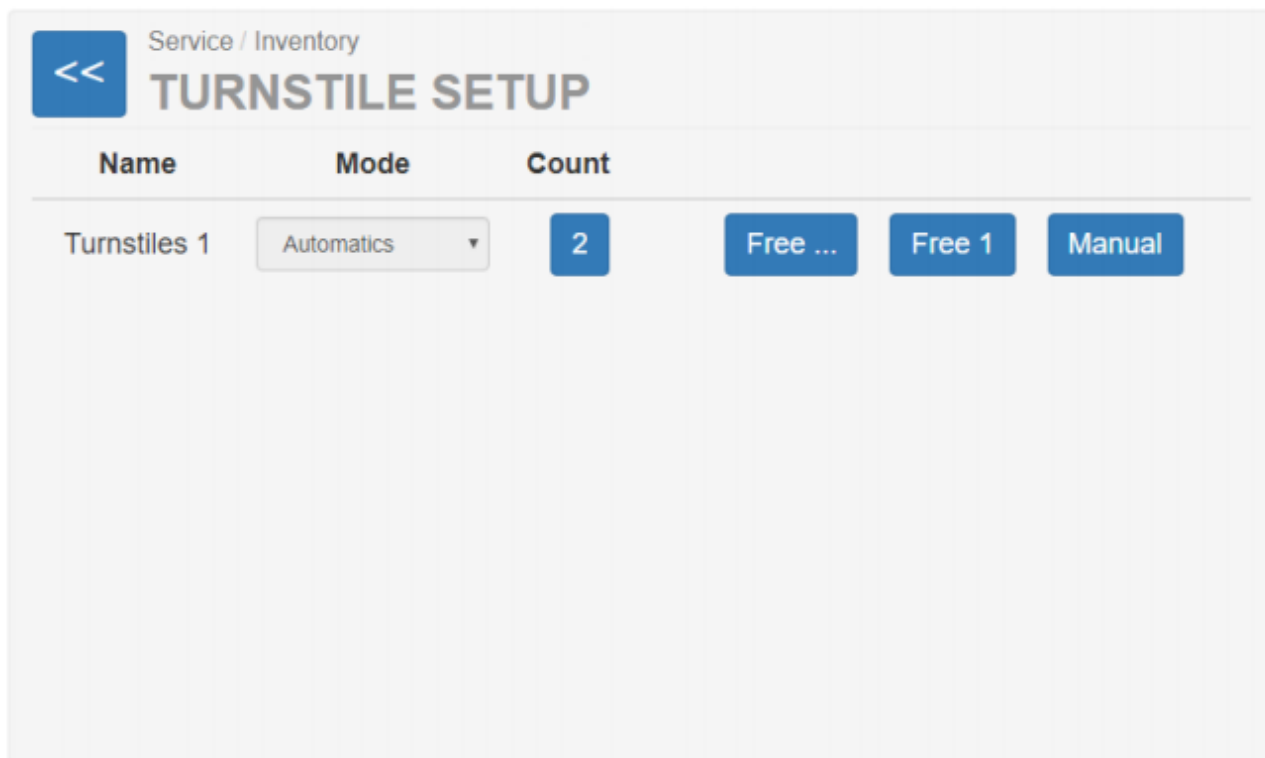 <<
Service / Inventory
TURNSTILE SETUP
Name Mode Count
Turnstiles 1 Automatics 2 Free ... Free 1 Manual